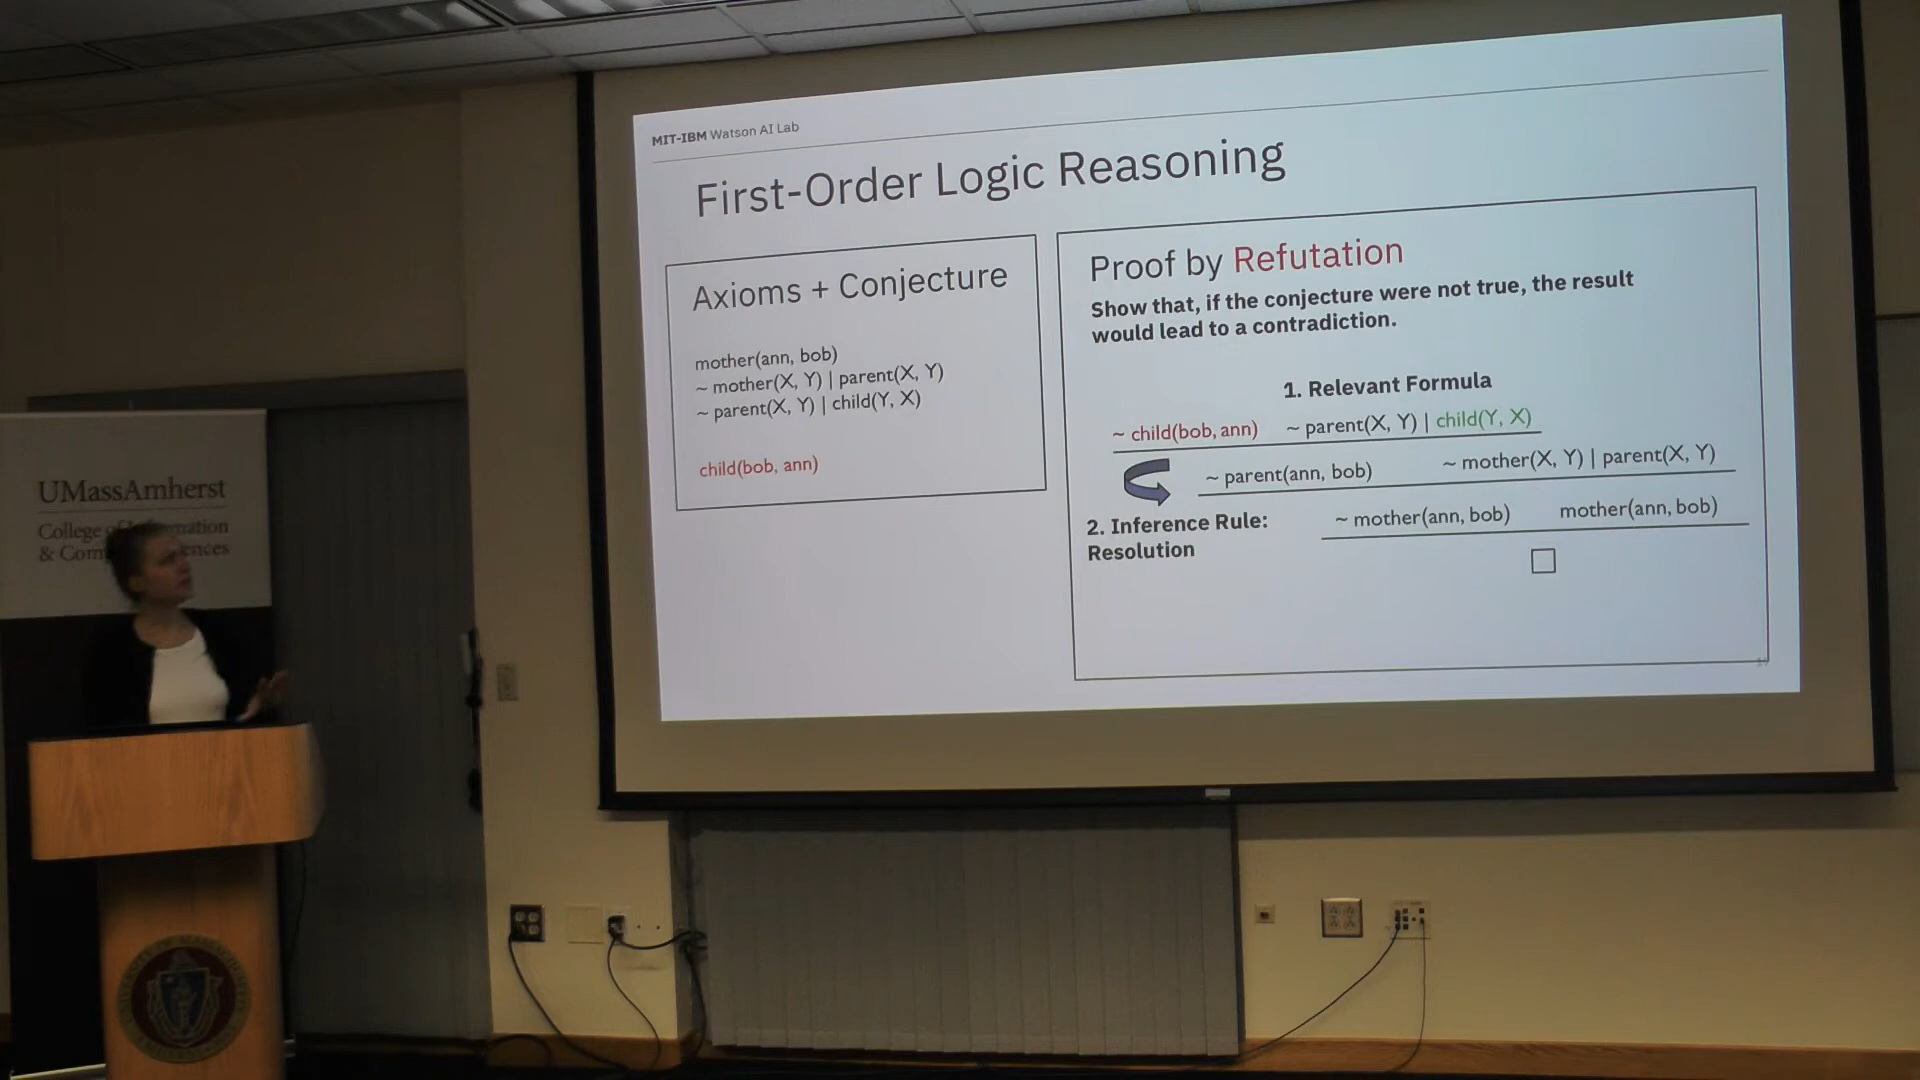 MIT-IBM Watson AI Lab
First-Order Logic Reasoning
Axioms + Conjecture
mother(ann, bob)
~ mother(X, Y) | parent(X, Y)
~ parent(X, Y) | child(Y, X)
child(bob, ann)
Proof by Refutation
Show that, if the conjecture were not true, the result
would lead to a contradiction.
1. Relevant Formula
~ child(bob, ann) ~ parent(X, Y) | child(Y, X)
~ parent(ann, bob) ~ mother(X, Y) | parent(X, Y)
2. Inference Rule:
Resolution
~ mother(ann, bob) mother(ann, bob)
UMassAmherst
College of Information
& Computer Sciences